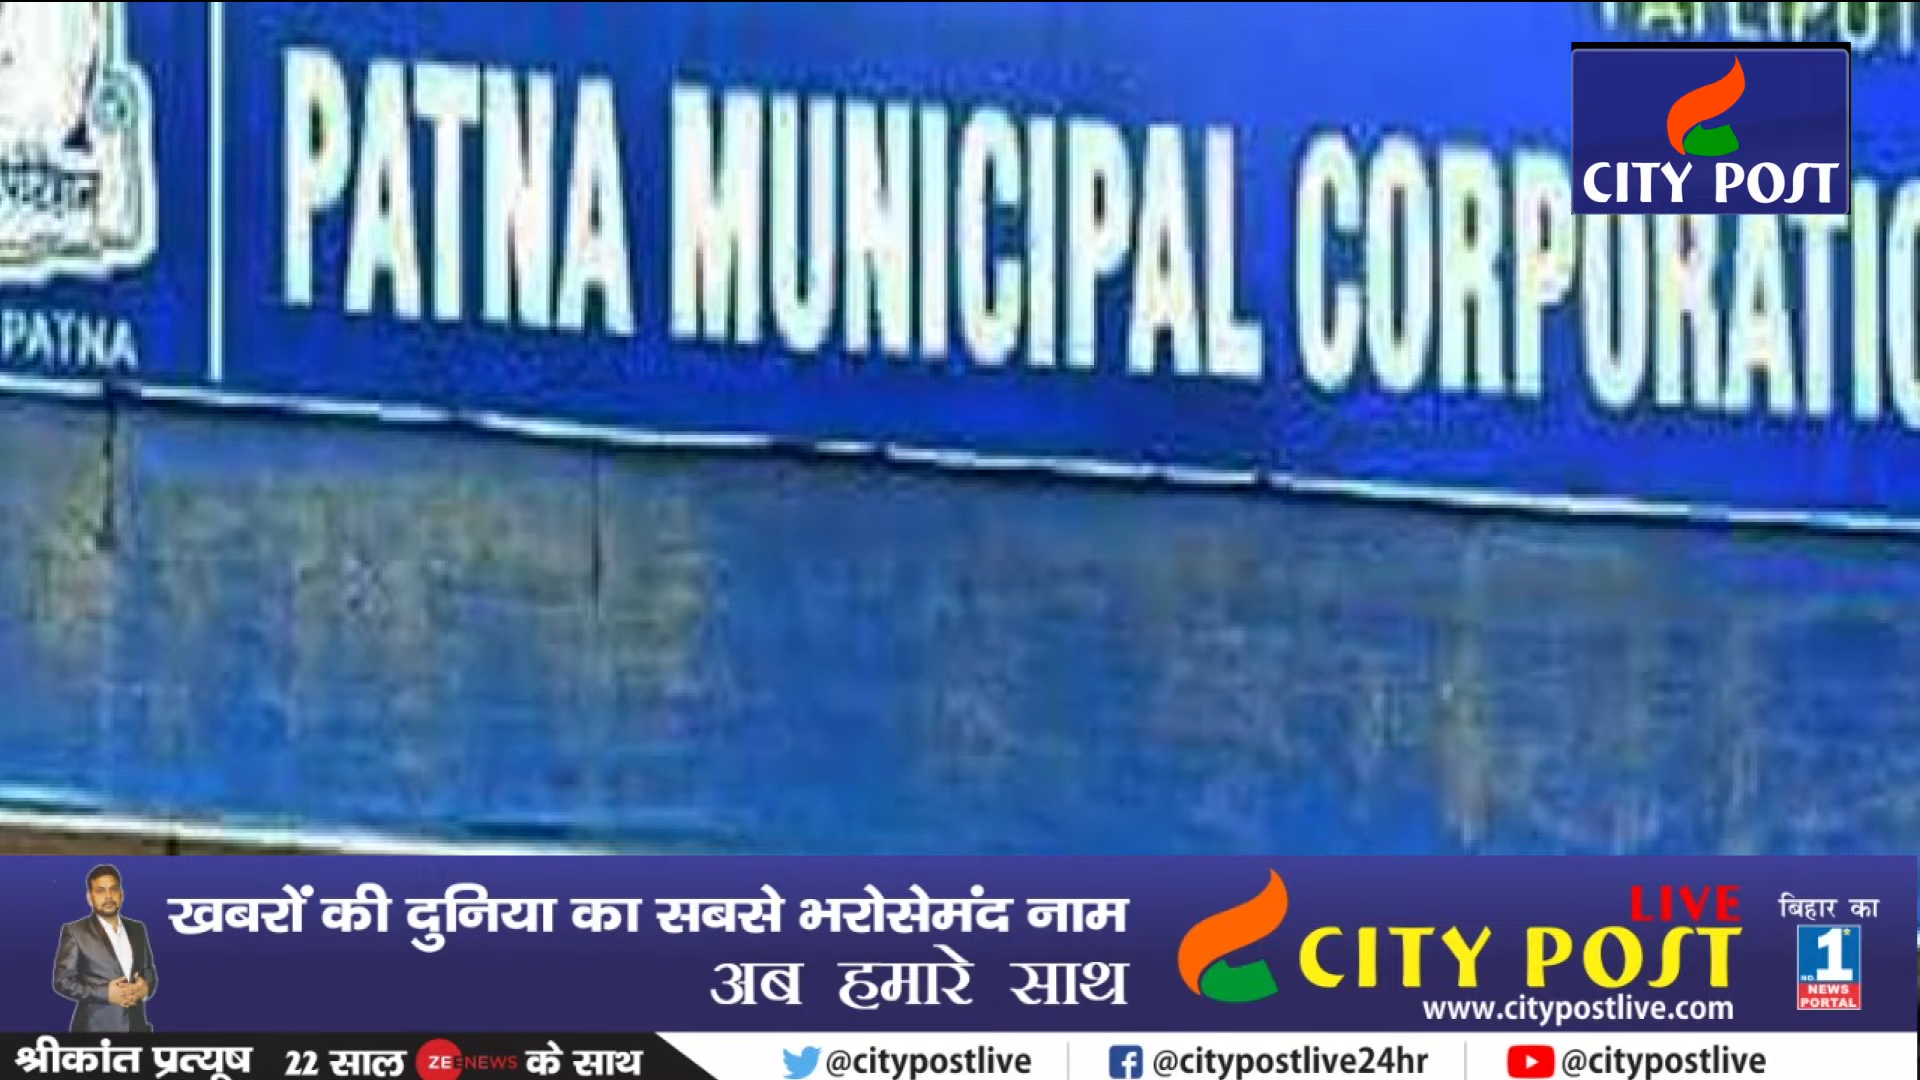 PATNA MUNICIPAL CORPORATIO
CITY POST
PATNA
खबरों की दुनिया का सबसे भरोसेमंद नाम
अब हमारे साथ
LIVE
CITY POST
www.citypostlive.com
बिहार का
NO. 1
NEWS
PORTAL
श्रीकांत प्रत्यूष 22 साल ZEE NEWS के साथ
@citypostlive
@citypostlive24hr
@citypostlive